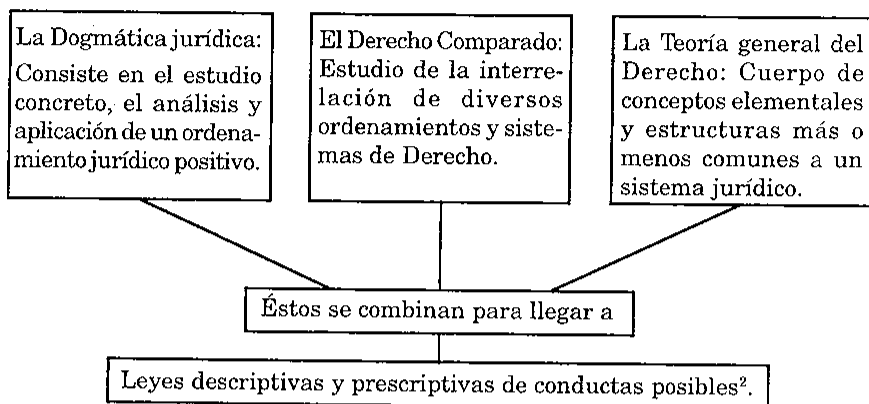 La Dogmática jurídica:
Consiste en el estudio
concreto, el análisis y
aplicación de un ordena-
miento jurídico positivo.
El Derecho Comparado:
Estudio de la interre-
lación de diversos
ordenamientos y siste-
mas de Derecho.
La Teoría general del
Derecho: Cuerpo de
conceptos elementales
y estructuras más o
menos comunes a un
sistema jurídico.
Éstos se combinan para llegar a
Leyes descriptivas y prescriptivas de conductas posibles².